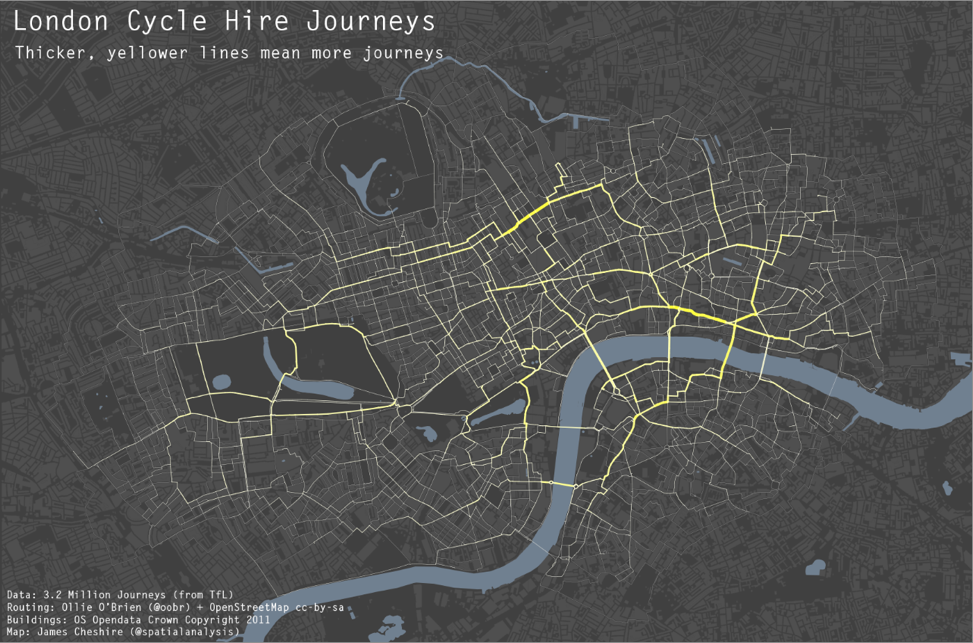 London Cycle Hire Journeys
Thicker, yellower lines mean more journeys
Data: 3.2 Million Journeys (from TfL)
Routing: Ollie O'Brien (@oobr) + OpenStreetMap cc-by-sa
Buildings: OS Opendata Crown Copyright 2011
Map: James Cheshire (@spatialanalysis)